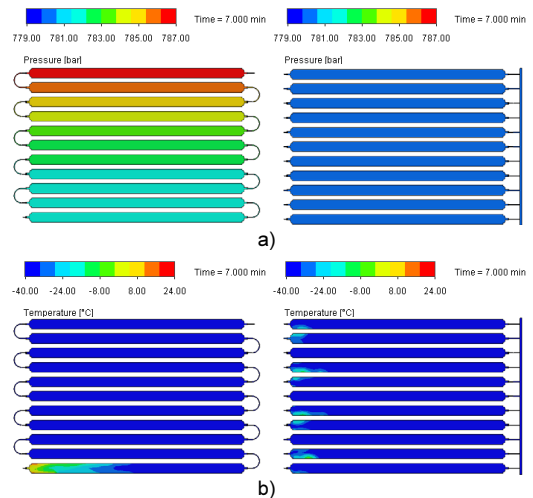 Time = 7.000 min
779.00 781.00 783.00 785.00 787.00
Pressure [bar]
Time = 7.000 min
779.00 781.00 783.00 785.00 787.00
Pressure [bar]
a)
Time = 7.000 min
-40.00 -24.00 -8.00 8.00 24.00
Temperature [°C]
Time = 7.000 min
-40.00 -24.00 -8.00 8.00 24.00
Temperature [°C]
b)